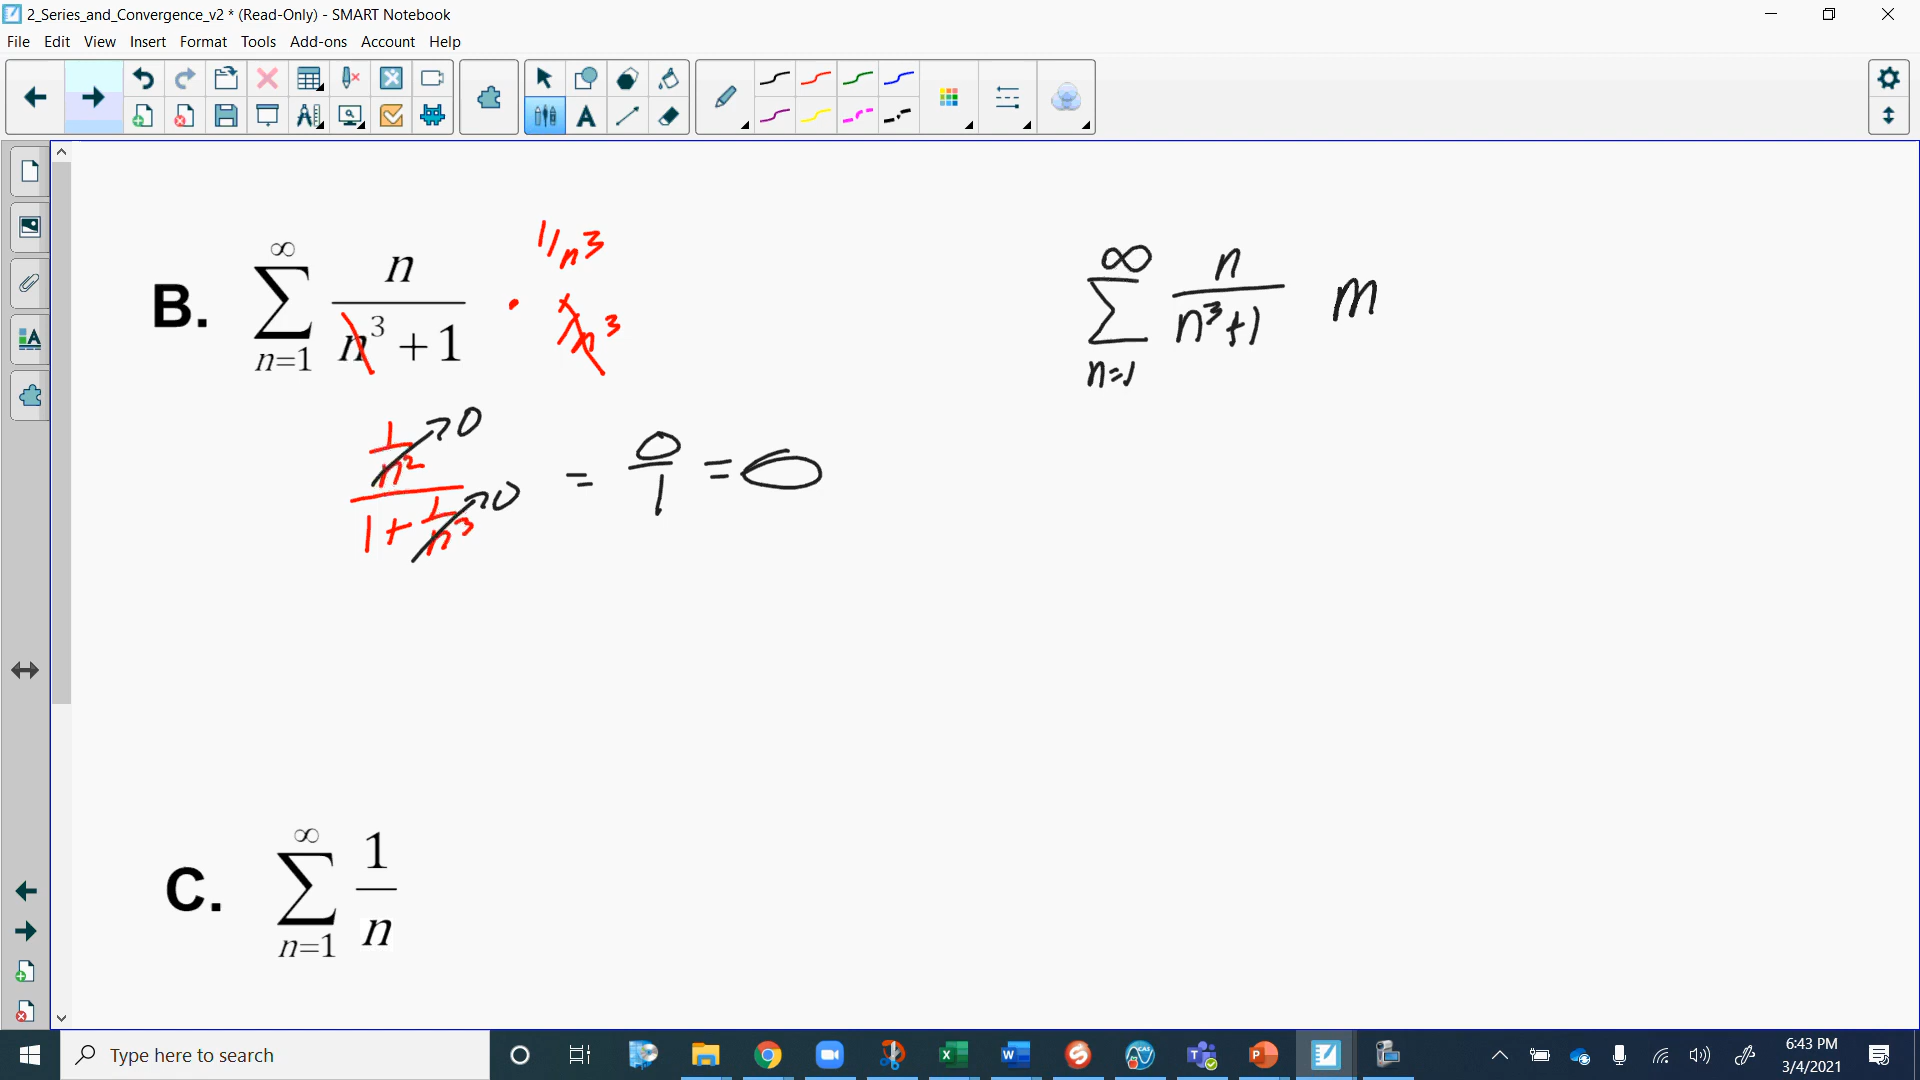 2_Series_and_Convergence_v2 * (Read-Only) - SMART Notebook
File Edit View Insert Format Tools Add-ons Account Help
B. ∞ ∑ n=1 n / n³ + 1 · 1/n³ 1/n³
∞ ∑ n=1 n / n³+1 m
1/n² → 0 / 1 + 1/n³ → 0 = 0/1 = 0
C. ∞ ∑ n=1 1/n
Type here to search
6:43 PM
3/4/2021